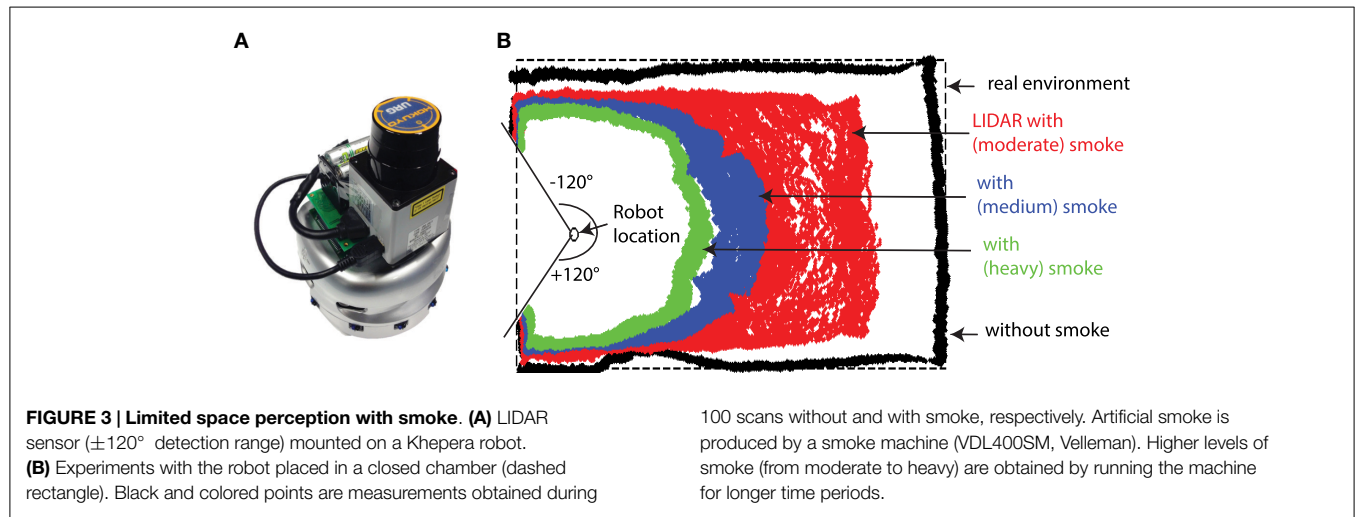 A
B
HOKUYO
URG
real environment
LIDAR with
(moderate) smoke
with
(medium) smoke
with
(heavy) smoke
without smoke
-120°
Robot
location
+120°
FIGURE 3 | Limited space perception with smoke. (A) LIDAR
sensor (±120° detection range) mounted on a Khepera robot.
(B) Experiments with the robot placed in a closed chamber (dashed
rectangle). Black and colored points are measurements obtained during
100 scans without and with smoke, respectively. Artificial smoke is
produced by a smoke machine (VDL400SM, Velleman). Higher levels of
smoke (from moderate to heavy) are obtained by running the machine
for longer time periods.